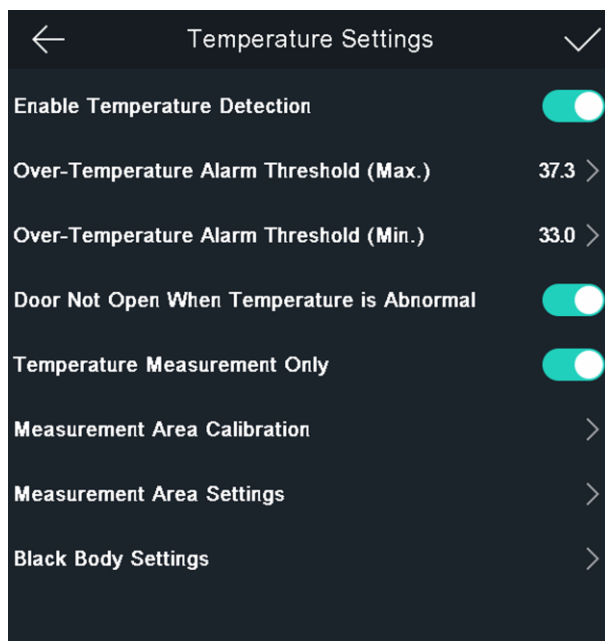 Temperature Settings
Enable Temperature Detection
Over-Temperature Alarm Threshold (Max.) 37.3
Over-Temperature Alarm Threshold (Min.) 33.0
Door Not Open When Temperature is Abnormal
Temperature Measurement Only
Measurement Area Calibration
Measurement Area Settings
Black Body Settings